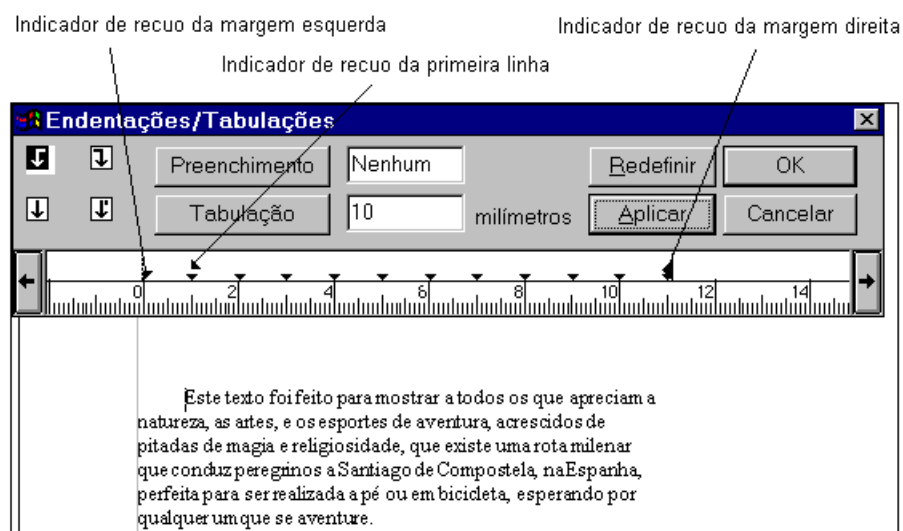 Indicador de recuo da margem esquerda
Indicador de recuo da margem direita
Indicador de recuo da primeira linha
Endentações/Tabulações
Preenchimento Nenhum Redefinir OK
Tabulação 10 milímetros Aplicar Cancelar
0 2 4 6 8 10 12 14
Este texto foi feito para mostrar a todos os que apreciam a
natureza, as artes, e os esportes de aventura, acrescidos de
pitadas de magia e religiosidade, que existe uma rota milenar
que conduz peregrinos a Santiago de Compostela, na Espanha,
perfeita para ser realizada a pé ou em bicicleta, esperando por
qualquer um que se aventure.